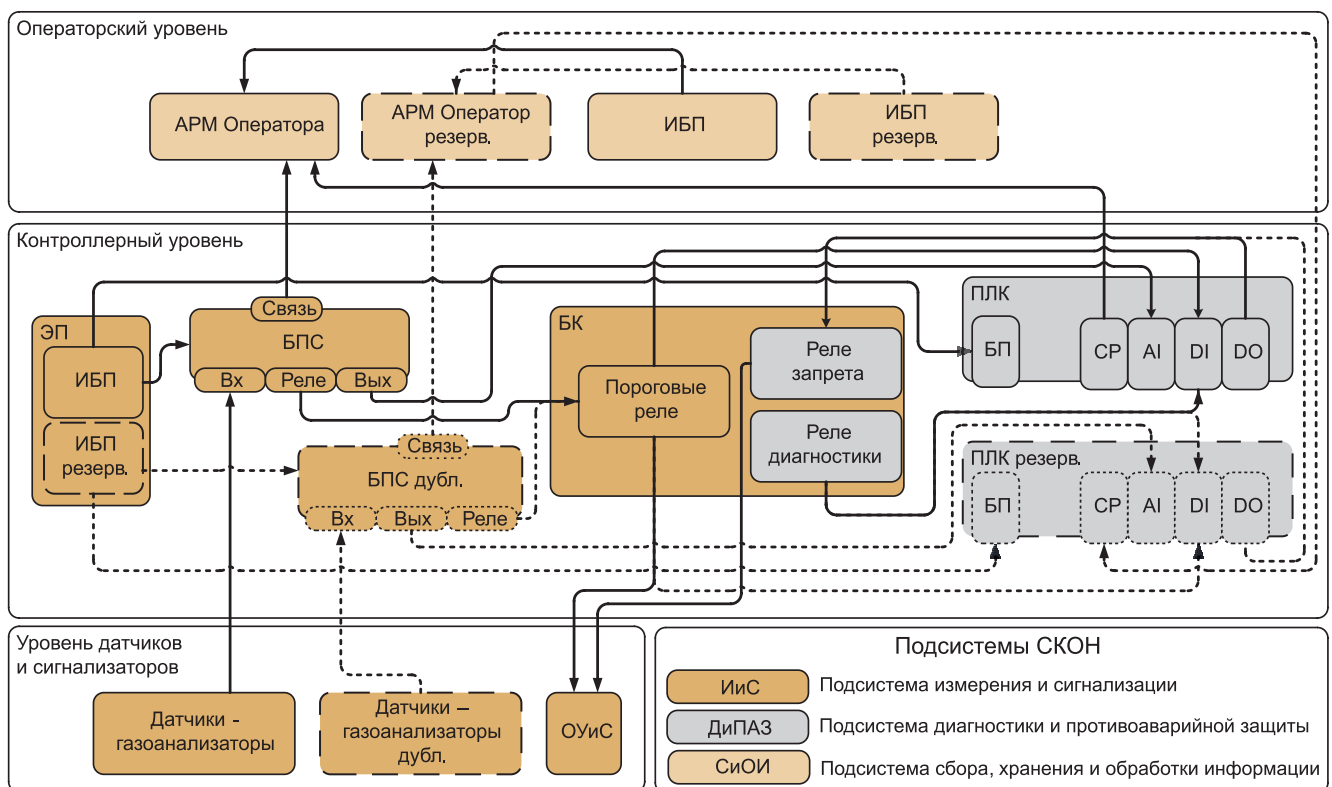 Операторский уровень
АРМ Оператора
АРМ Оператор
резерв.
ИБП
ИБП
резерв.
Контроллерный уровень
ЭП
ИБП
ИБП
резерв.
Связь
БПС
Вх
Реле
Вых
Связь
БПС дубл.
Вх
Вых
Реле
БК
Пороговые
реле
Реле
запрета
Реле
диагностики
ПЛК
БП
CP
AI
DI
DO
ПЛК резерв.
БП
CP
AI
DI
DO
Уровень датчиков
и сигнализаторов
Датчики -
газоанализаторы
Датчики –
газоанализаторы
дубл.
ОУиС
Подсистемы СКОН
ИиС
Подсистема измерения и сигнализации
ДиПАЗ
Подсистема диагностики и противоаварийной защиты
СиОИ
Подсистема сбора, хранения и обработки информации